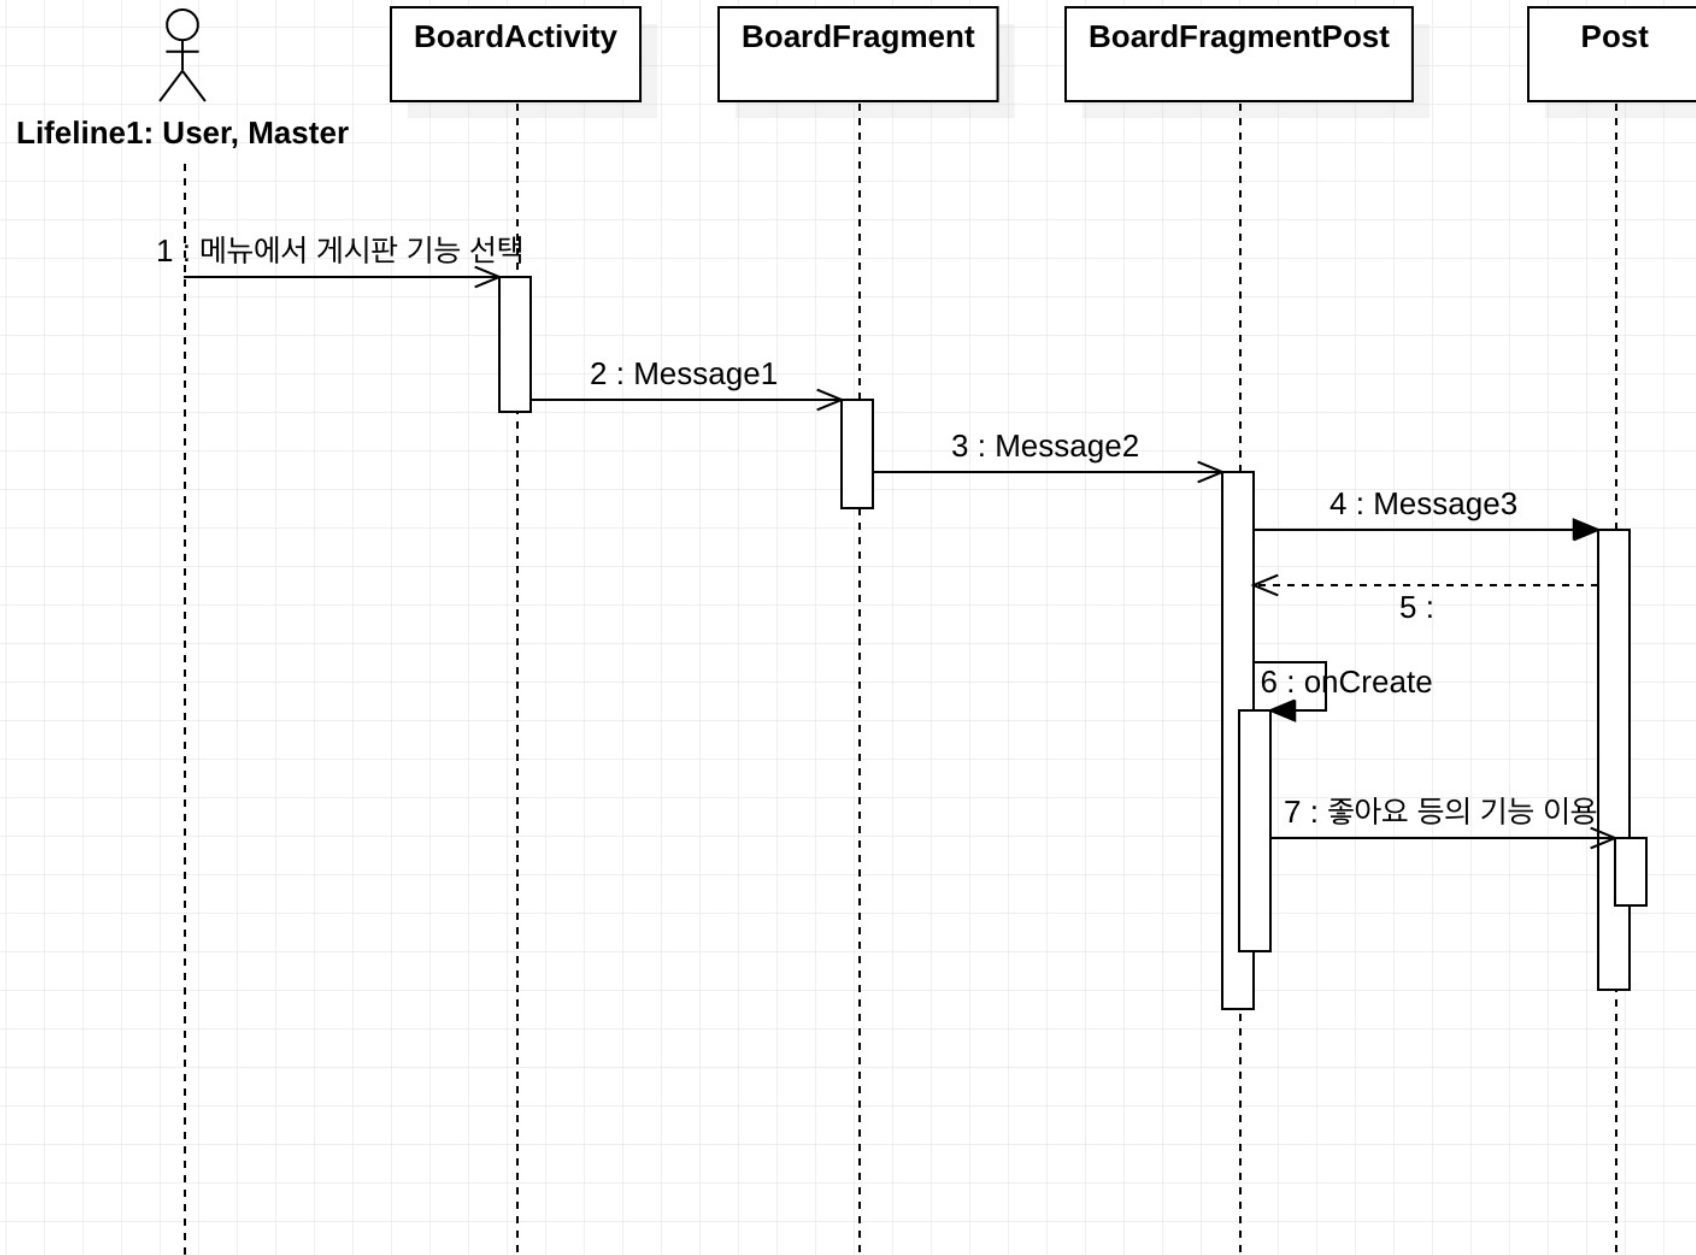 BoardActivity
BoardFragment
BoardFragmentPost
Post
Lifeline1: User, Master
1 : 메뉴에서 게시판 기능 선택
2 : Message1
3 : Message2
4 : Message3
5 :
6 : onCreate
7 : 좋아요 등의 기능 이용